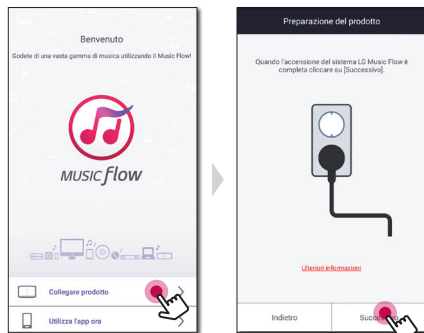 Benvenuto
Godete di una vasta gamma di musica utilizzando il Music Flow!
MUSIC flow
Collegare prodotto
Utilizza l'app ora
Preparazione del prodotto
Quando l'accensione del sistema LG Music Flow è
completa cliccare su [Successivo].
Ulteriori informazioni
Indietro